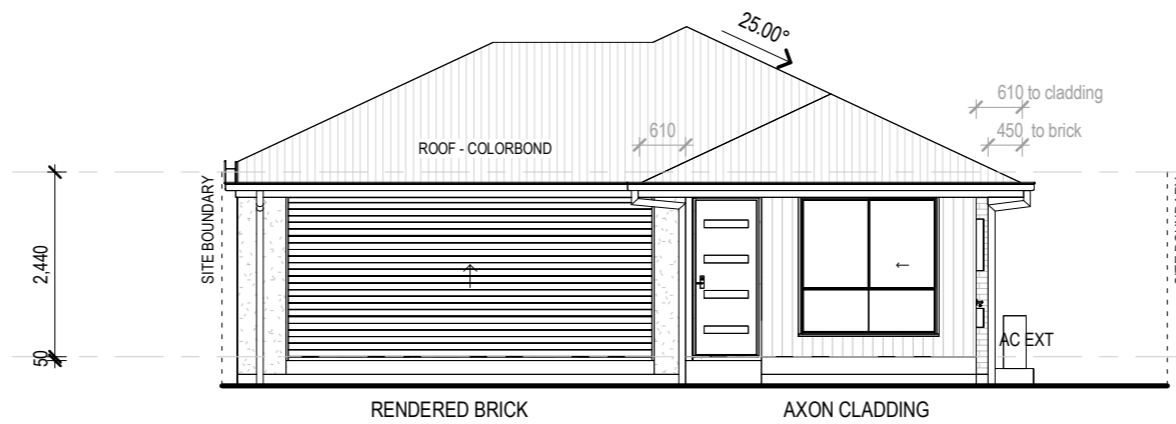 25.00°
610 to cladding
610
450 to brick
ROOF - COLORBOND
SITE BOUNDARY
2,440
50
AC EXT
RENDERED BRICK
AXON CLADDING